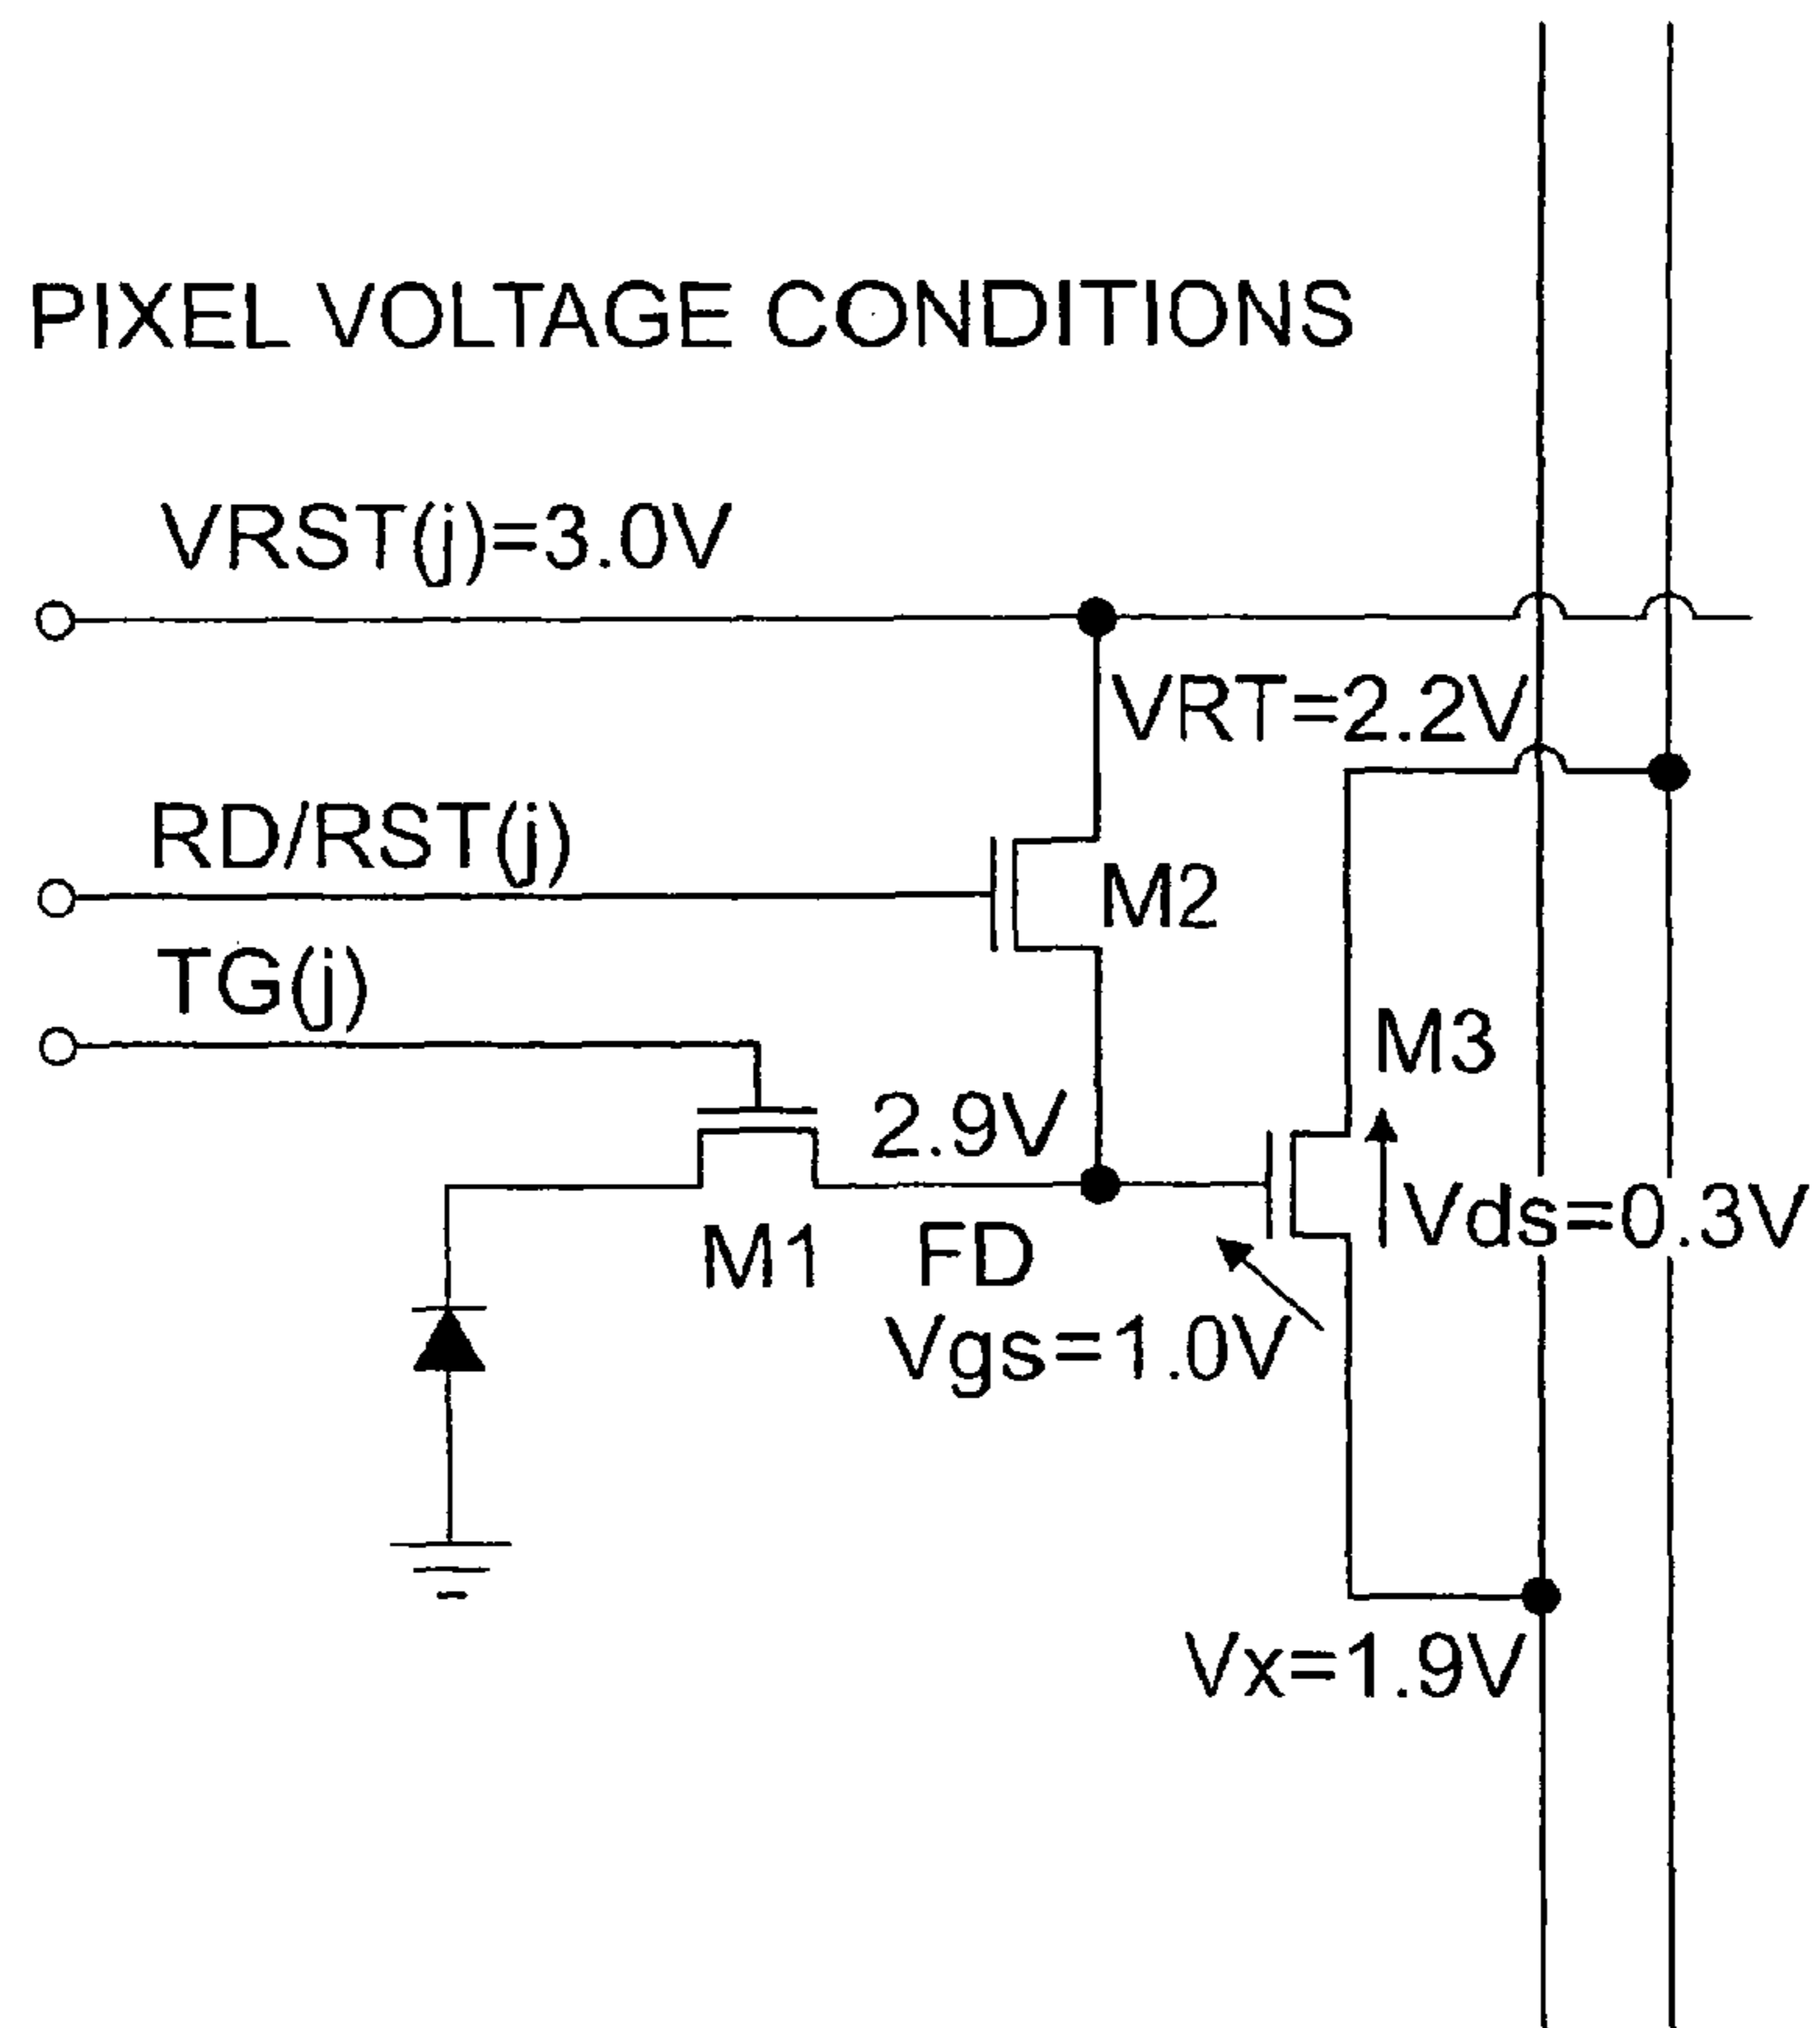 PIXEL VOLTAGE CONDITIONS
VRST(j)=3.0V
VRT=2.2V
RD/RST(j)
M2
TG(j)
M3
2.9V
Vds=0.3V
M1
FD
Vgs=1.0V
Vx=1.9V